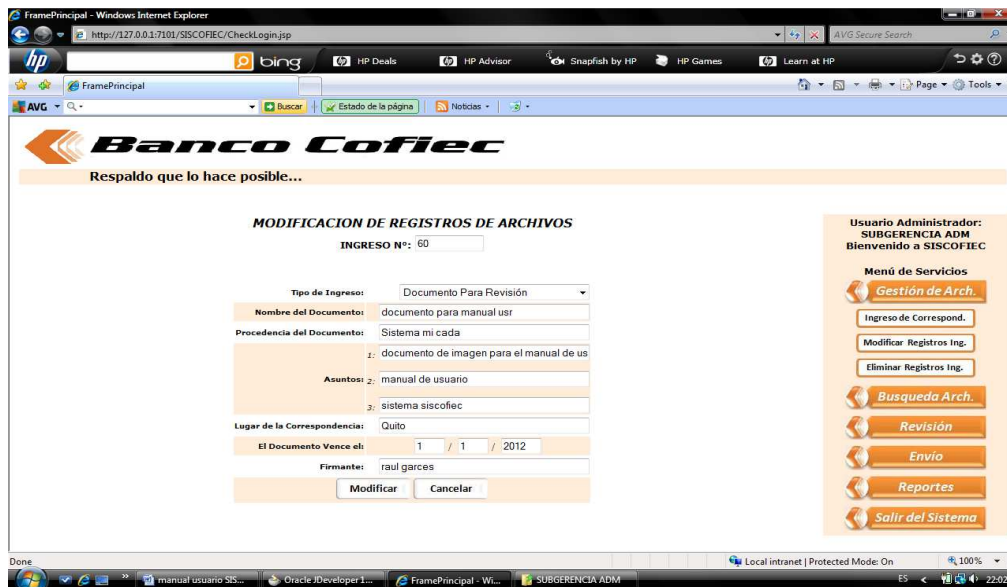 FramePrincipal - Windows Internet Explorer
http://127.0.0.1:7101/SISCOFIEC/CheckLogin.jsp
AVG Secure Search
hp
bing
HP Deals
HP Advisor
Snapfish by HP
HP Games
Learn at HP
FramePrincipal
Page
Tools
AVG
Buscar
Estado de la página
Noticias
Banco Cofiec
Respaldo que lo hace posible...
MODIFICACION DE REGISTROS DE ARCHIVOS
INGRESO Nº: 60
Tipo de Ingreso: Documento Para Revisión
Nombre del Documento: documento para manual usr
Procedencia del Documento: Sistema mi cada
1: documento de imagen para el manual de us
Asuntos: 2: manual de usuario
3: sistema siscofiec
Lugar de la Correspondencia: Quito
El Documento Vence el: 1 / 1 / 2012
Firmante: raul garces
Modificar Cancelar
Usuario Administrador:
SUBGERENCIA ADM
Bienvenido a SISCOFIEC
Menú de Servicios
Gestión de Arch.
Ingreso de Correspond.
Modificar Registros Ing.
Eliminar Registros Ing.
Busqueda Arch.
Revisión
Envío
Reportes
Salir del Sistema
Done
Local intranet | Protected Mode: On
100%
manual usuario SIS...
Oracle JDeveloper 1...
FramePrincipal - Wi...
SUBGERENCIA ADM
ES
22:02